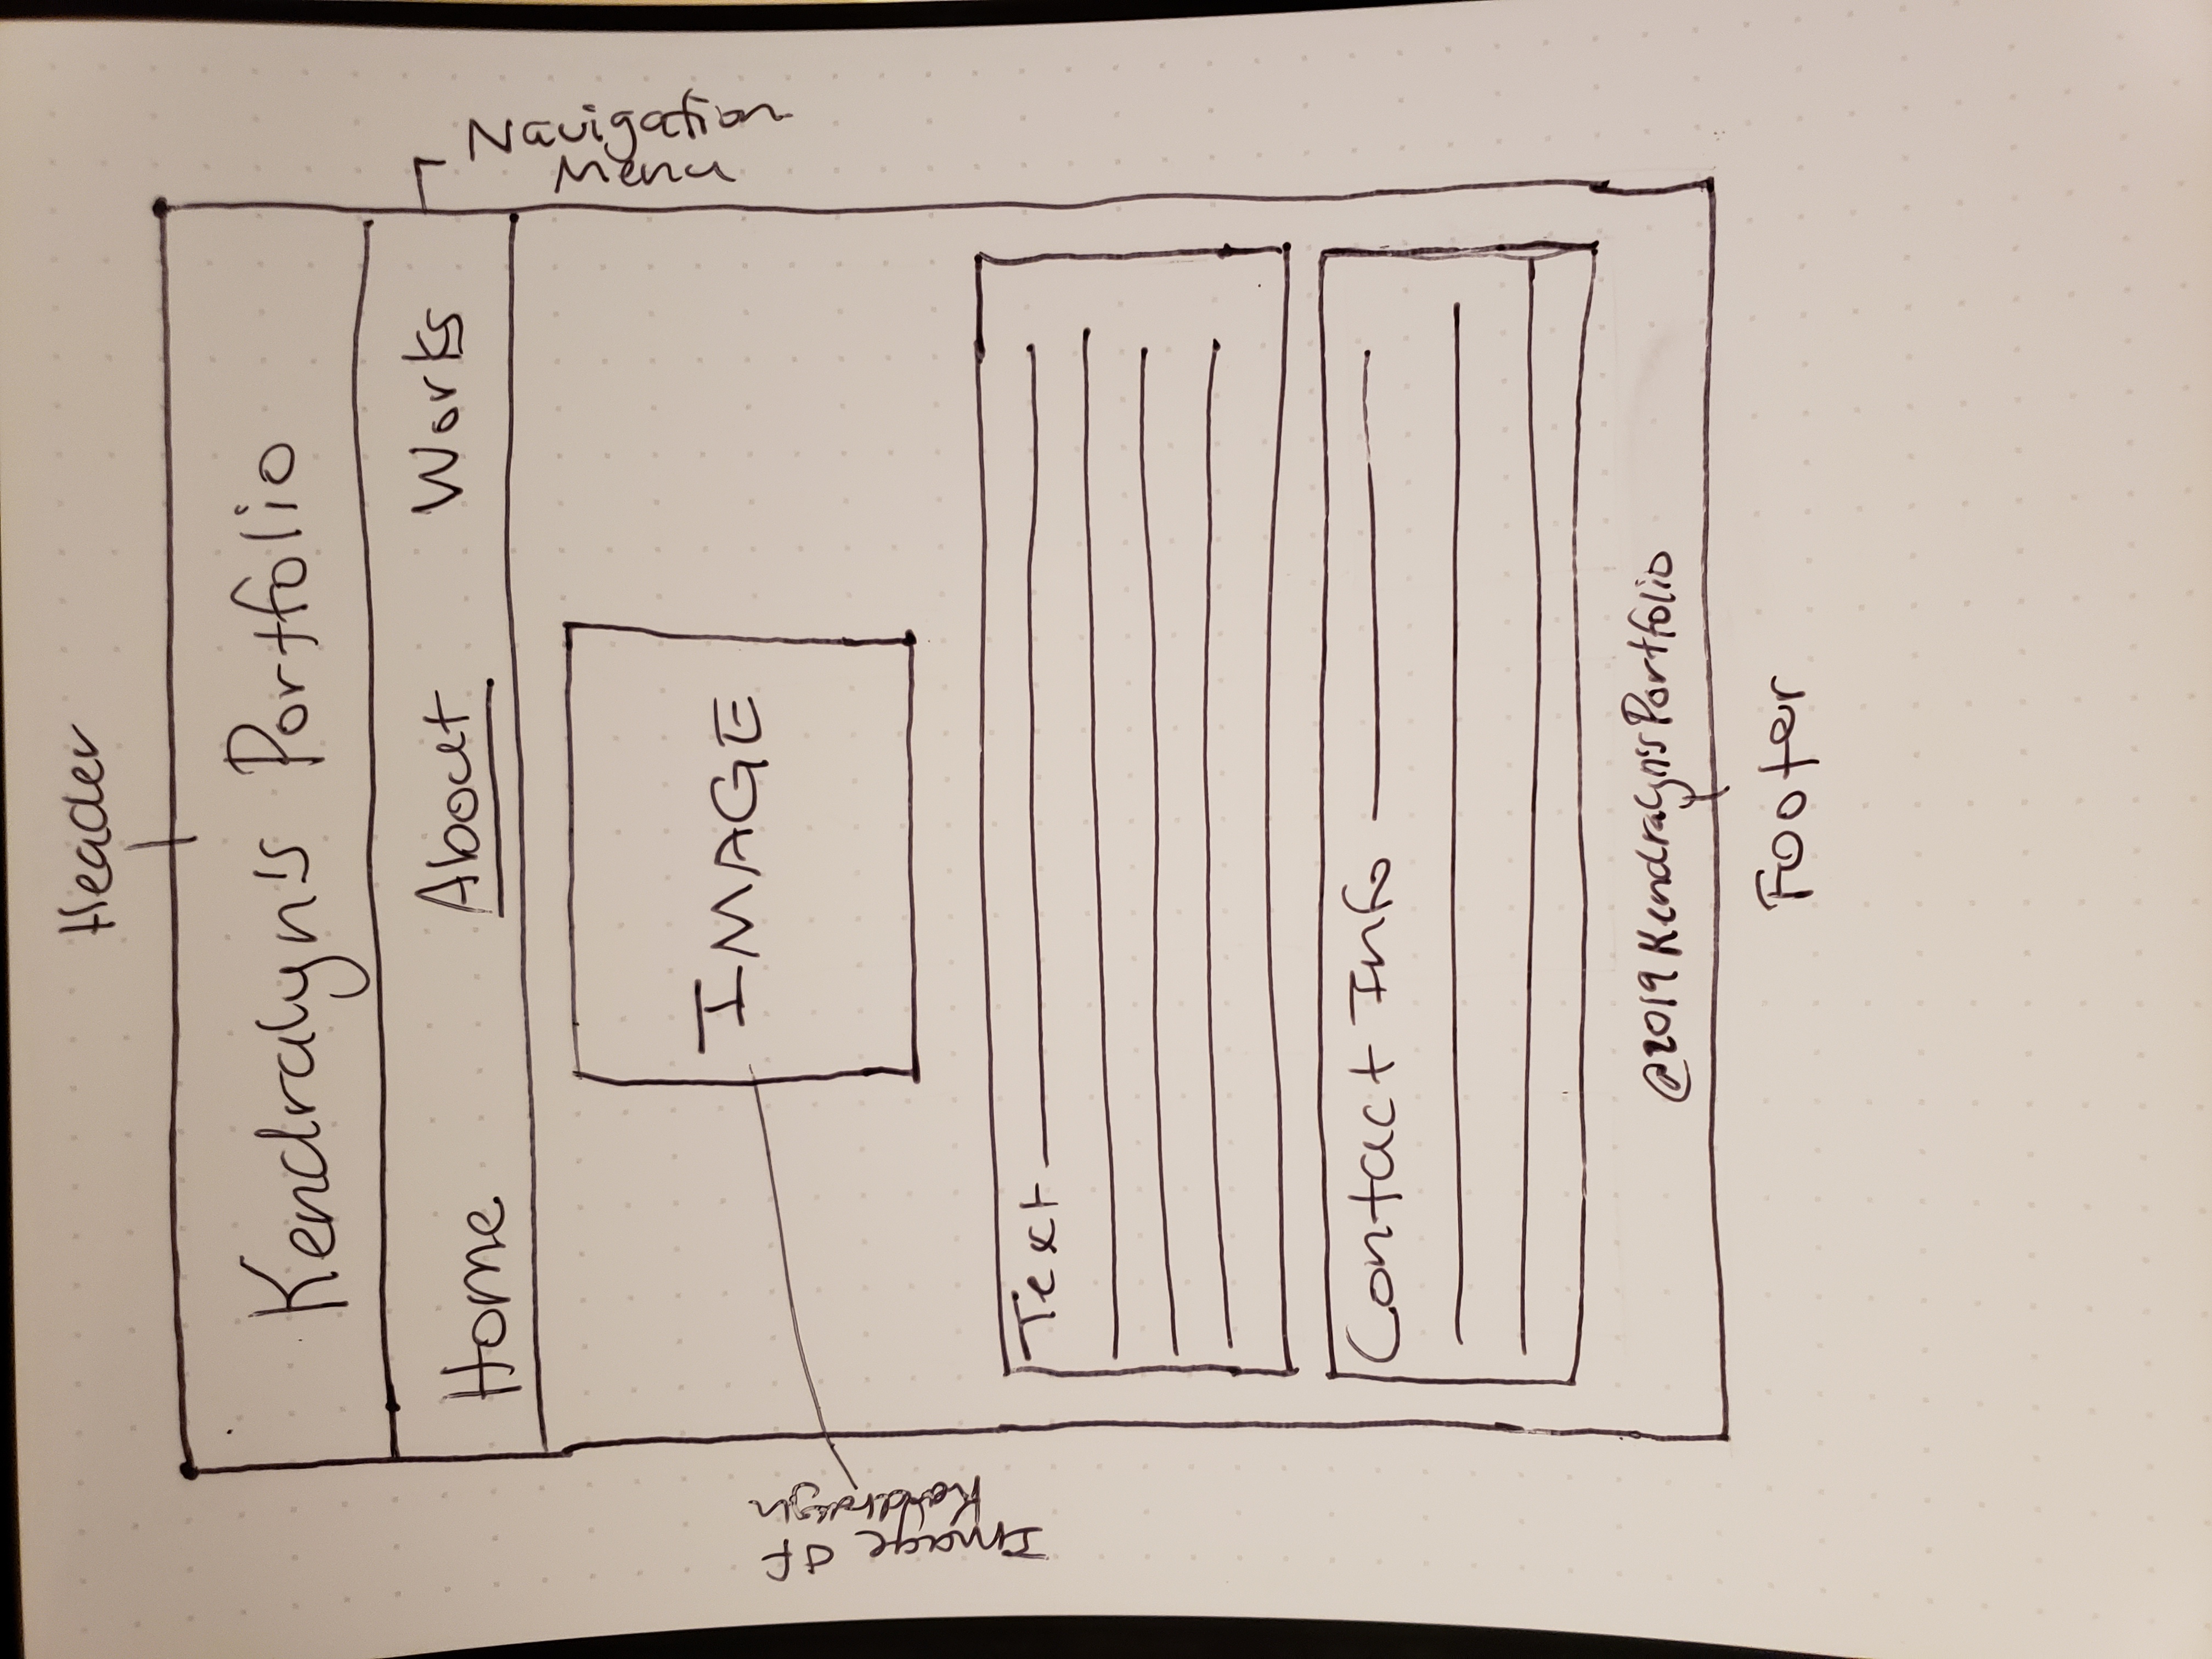 Header
Kendralyn's Portfolio
Home About Works
Navigation
Menu
IMAGE
Image of
Kendralyn
Text
Contact Info
@2019 Kendralyn's Portfolio
Footer